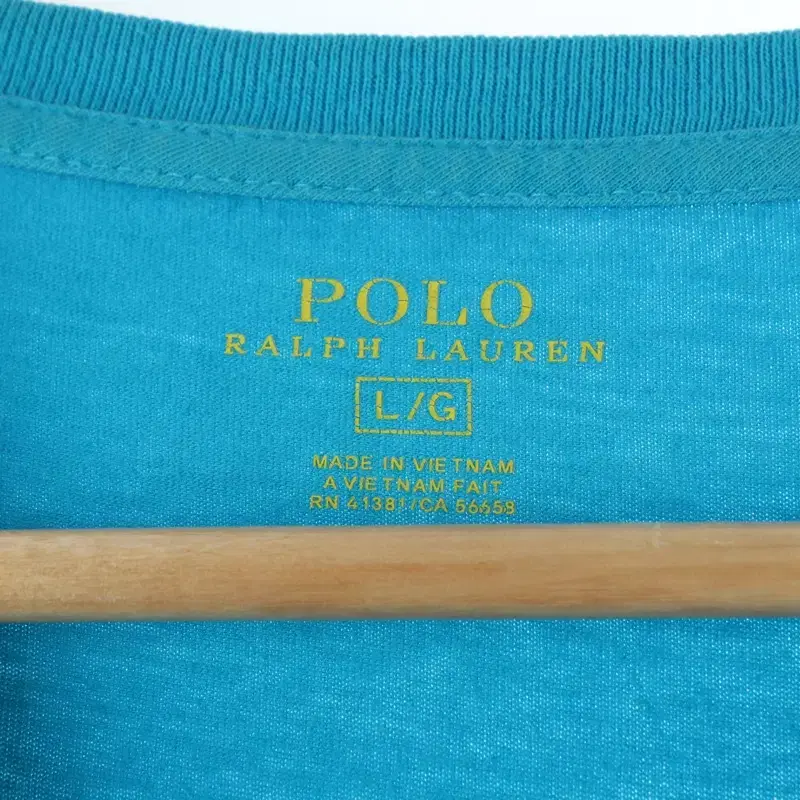 POLO
RALPH LAUREN
L/G
MADE IN VIETNAM
A VIETNAM FAIT
RN 41381/CA 56658